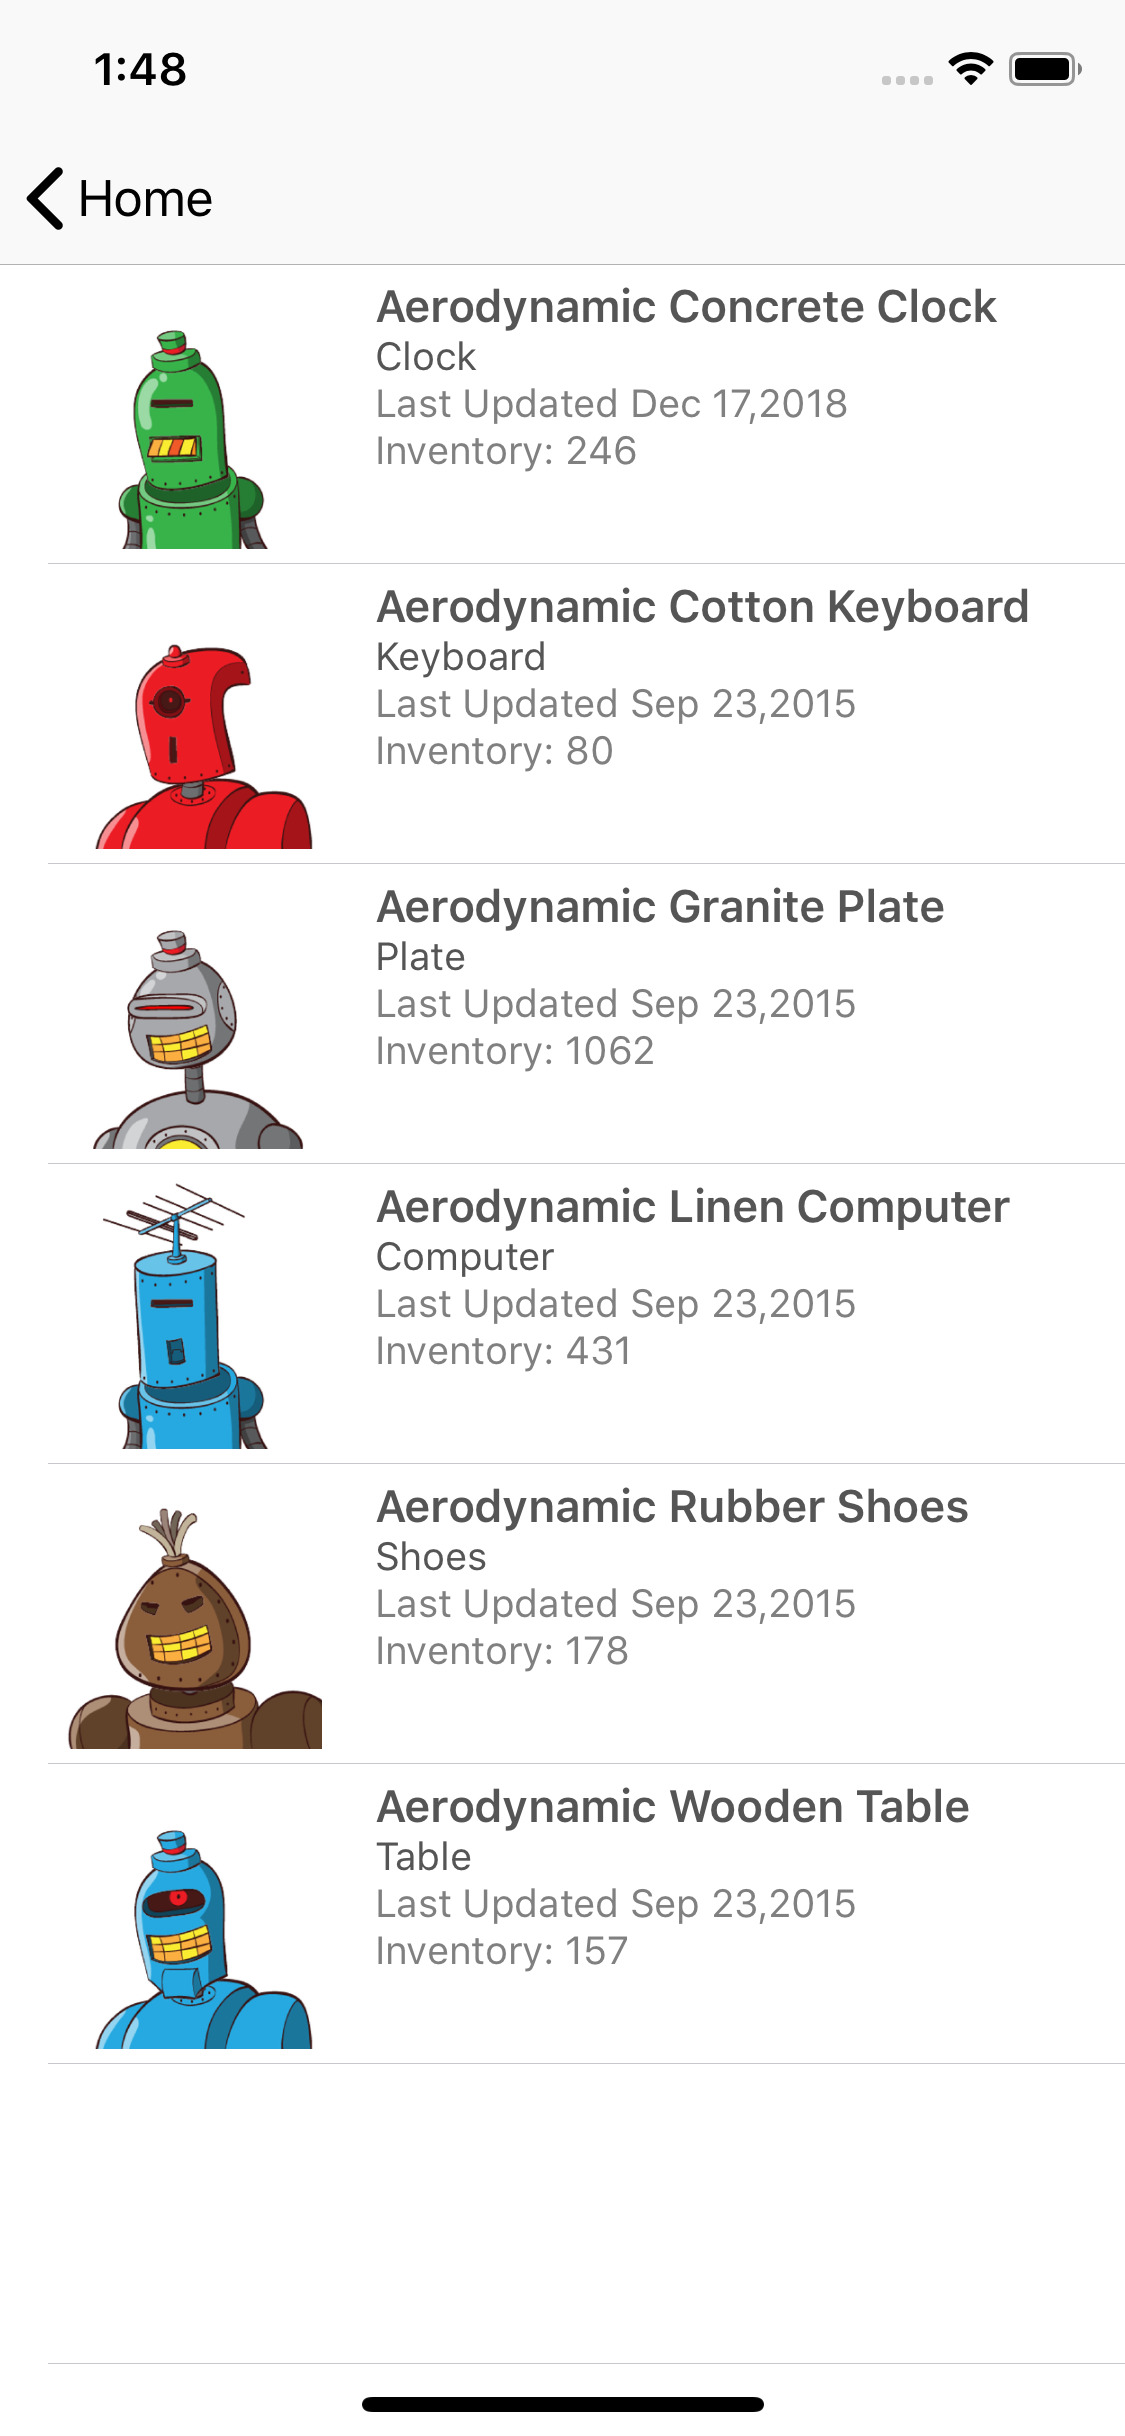 1:48
Home
Aerodynamic Concrete Clock
Clock
Last Updated Dec 17,2018
Inventory: 246
Aerodynamic Cotton Keyboard
Keyboard
Last Updated Sep 23,2015
Inventory: 80
Aerodynamic Granite Plate
Plate
Last Updated Sep 23,2015
Inventory: 1062
Aerodynamic Linen Computer
Computer
Last Updated Sep 23,2015
Inventory: 431
Aerodynamic Rubber Shoes
Shoes
Last Updated Sep 23,2015
Inventory: 178
Aerodynamic Wooden Table
Table
Last Updated Sep 23,2015
Inventory: 157